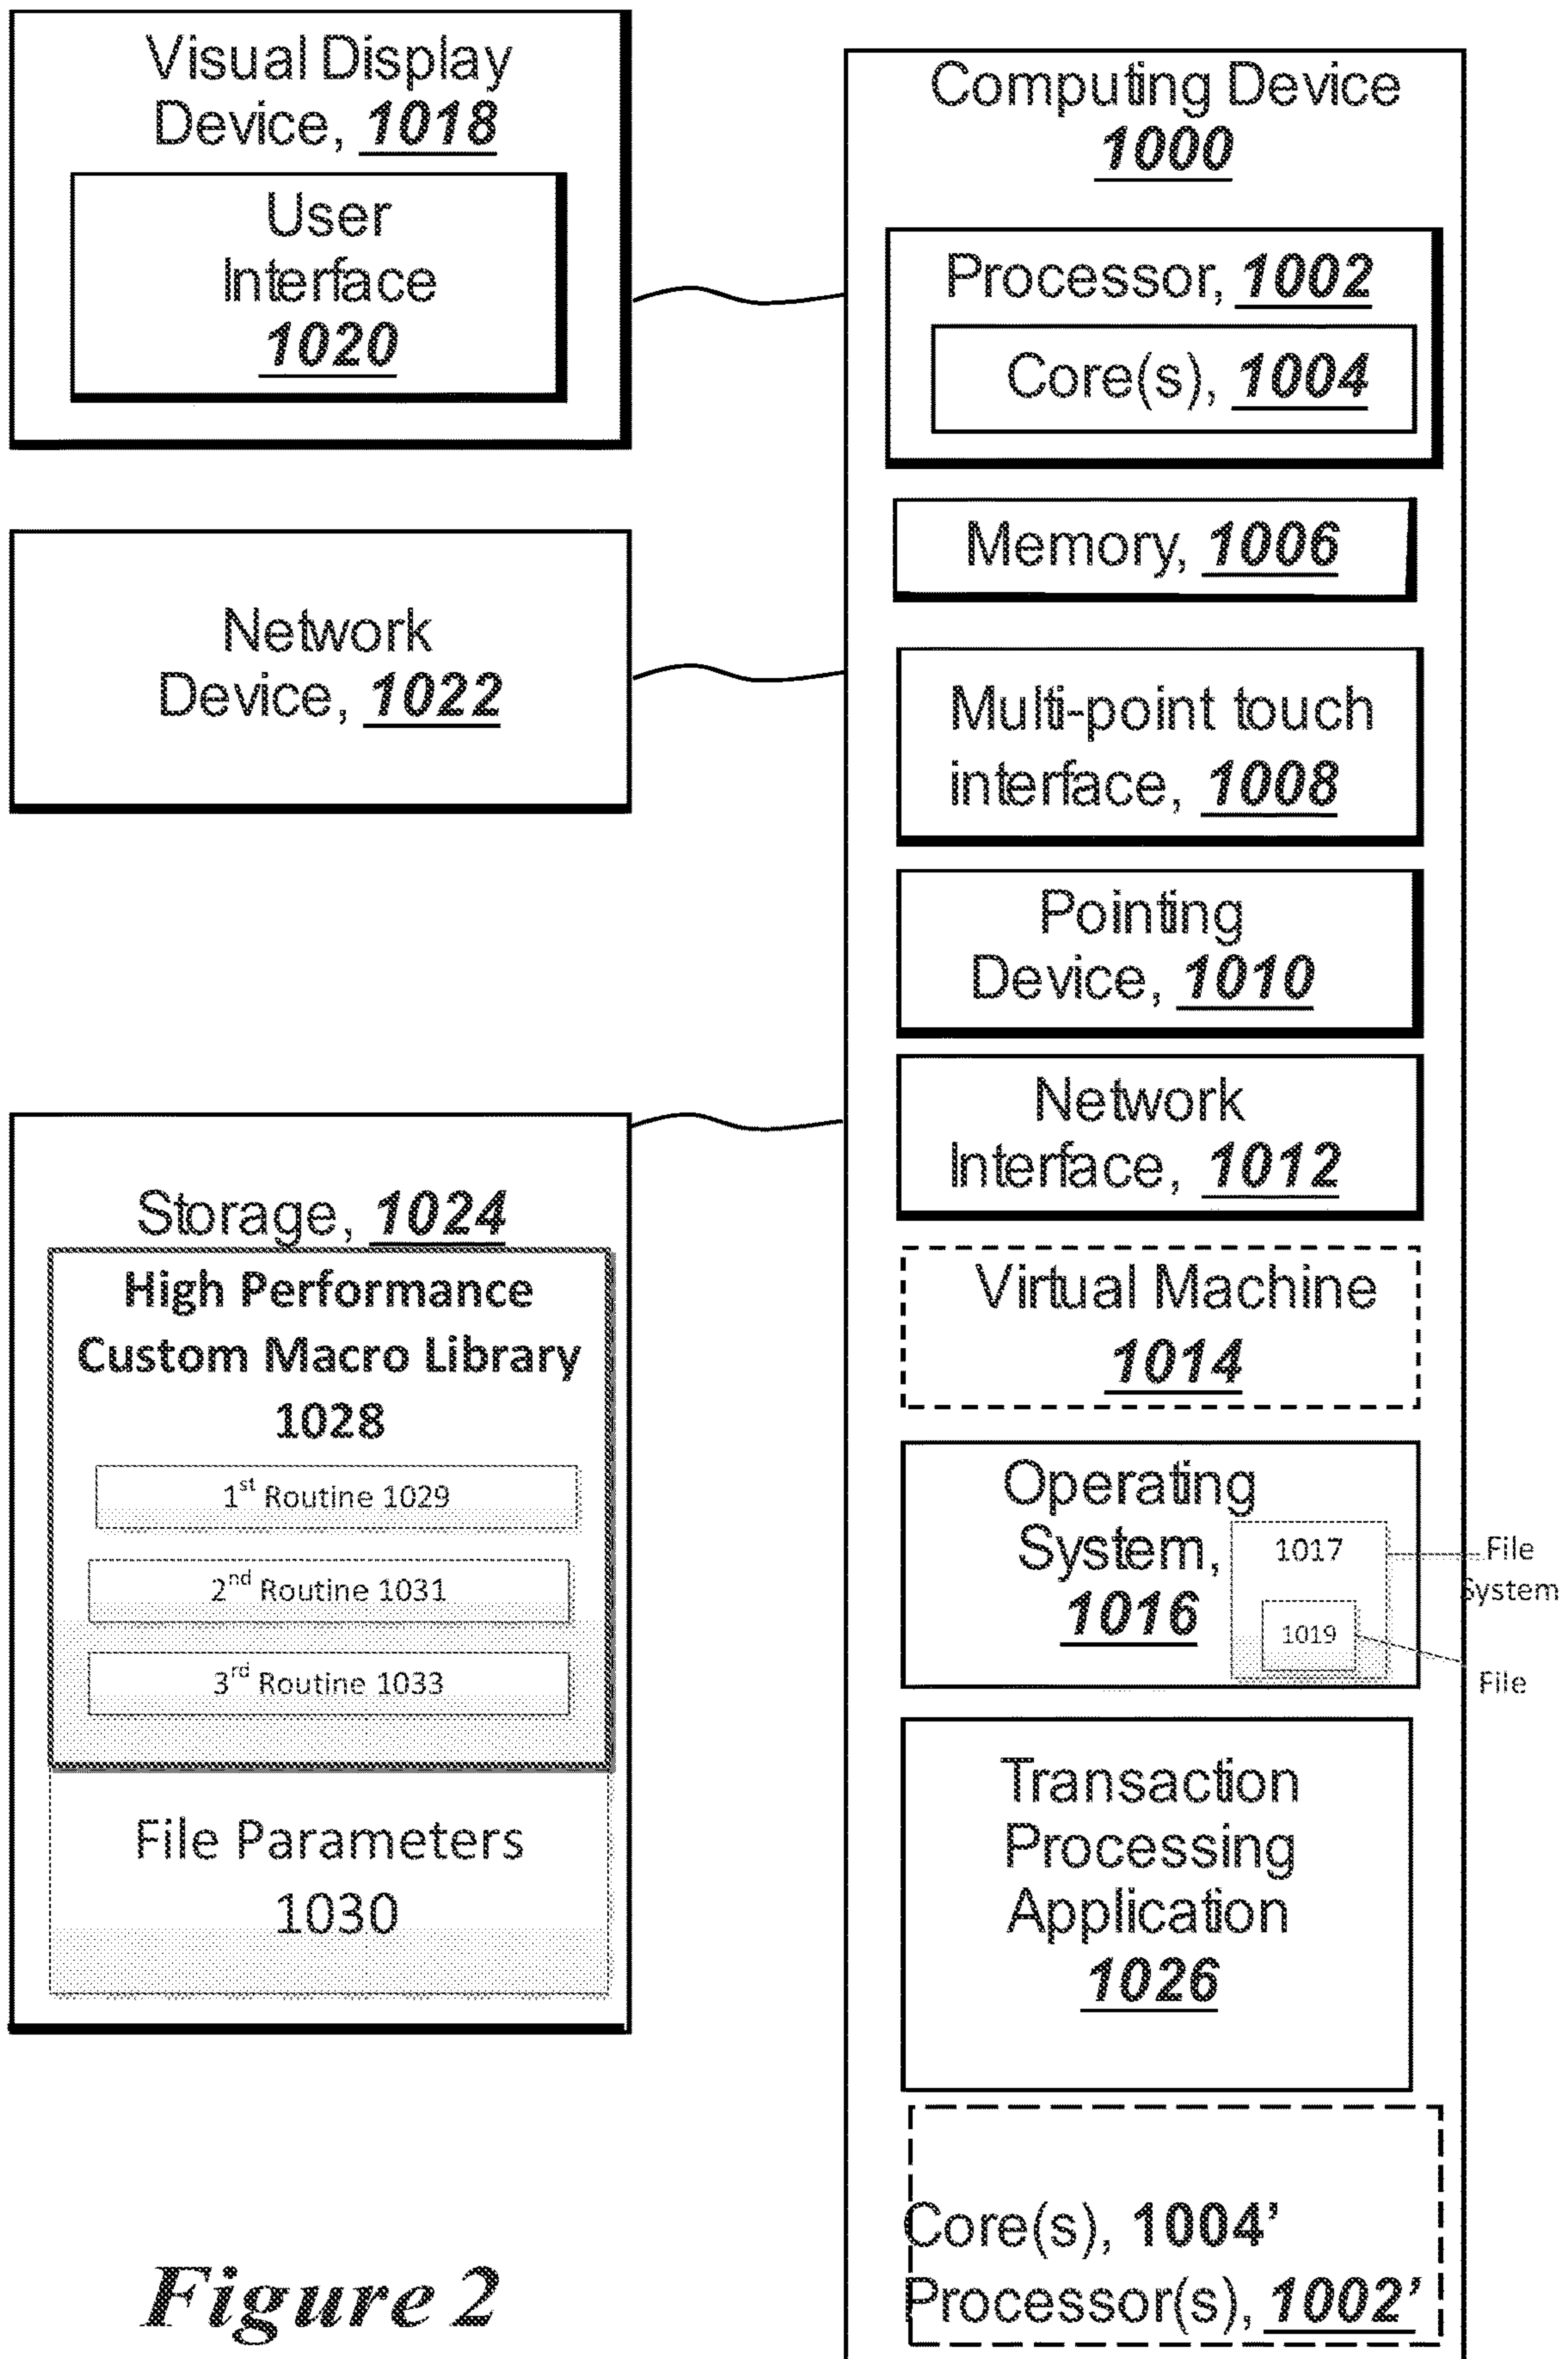 Visual Display
Device, 1018
User
Interface
1020
Network
Device, 1022
Storage, 1024
High Performance
Custom Macro Library
1028
1st Routine 1029
2nd Routine 1031
3rd Routine 1033
File Parameters
1030
Figure 2
Computing Device
1000
Processor, 1002
Core(s), 1004
Memory, 1006
Multi-point touch
interface, 1008
Pointing
Device, 1010
Network
Interface, 1012
Virtual Machine
1014
Operating
System,
1016
1017
1019
File
System
File
Transaction
Processing
Application
1026
Core(s), 1004’
Processor(s), 1002’